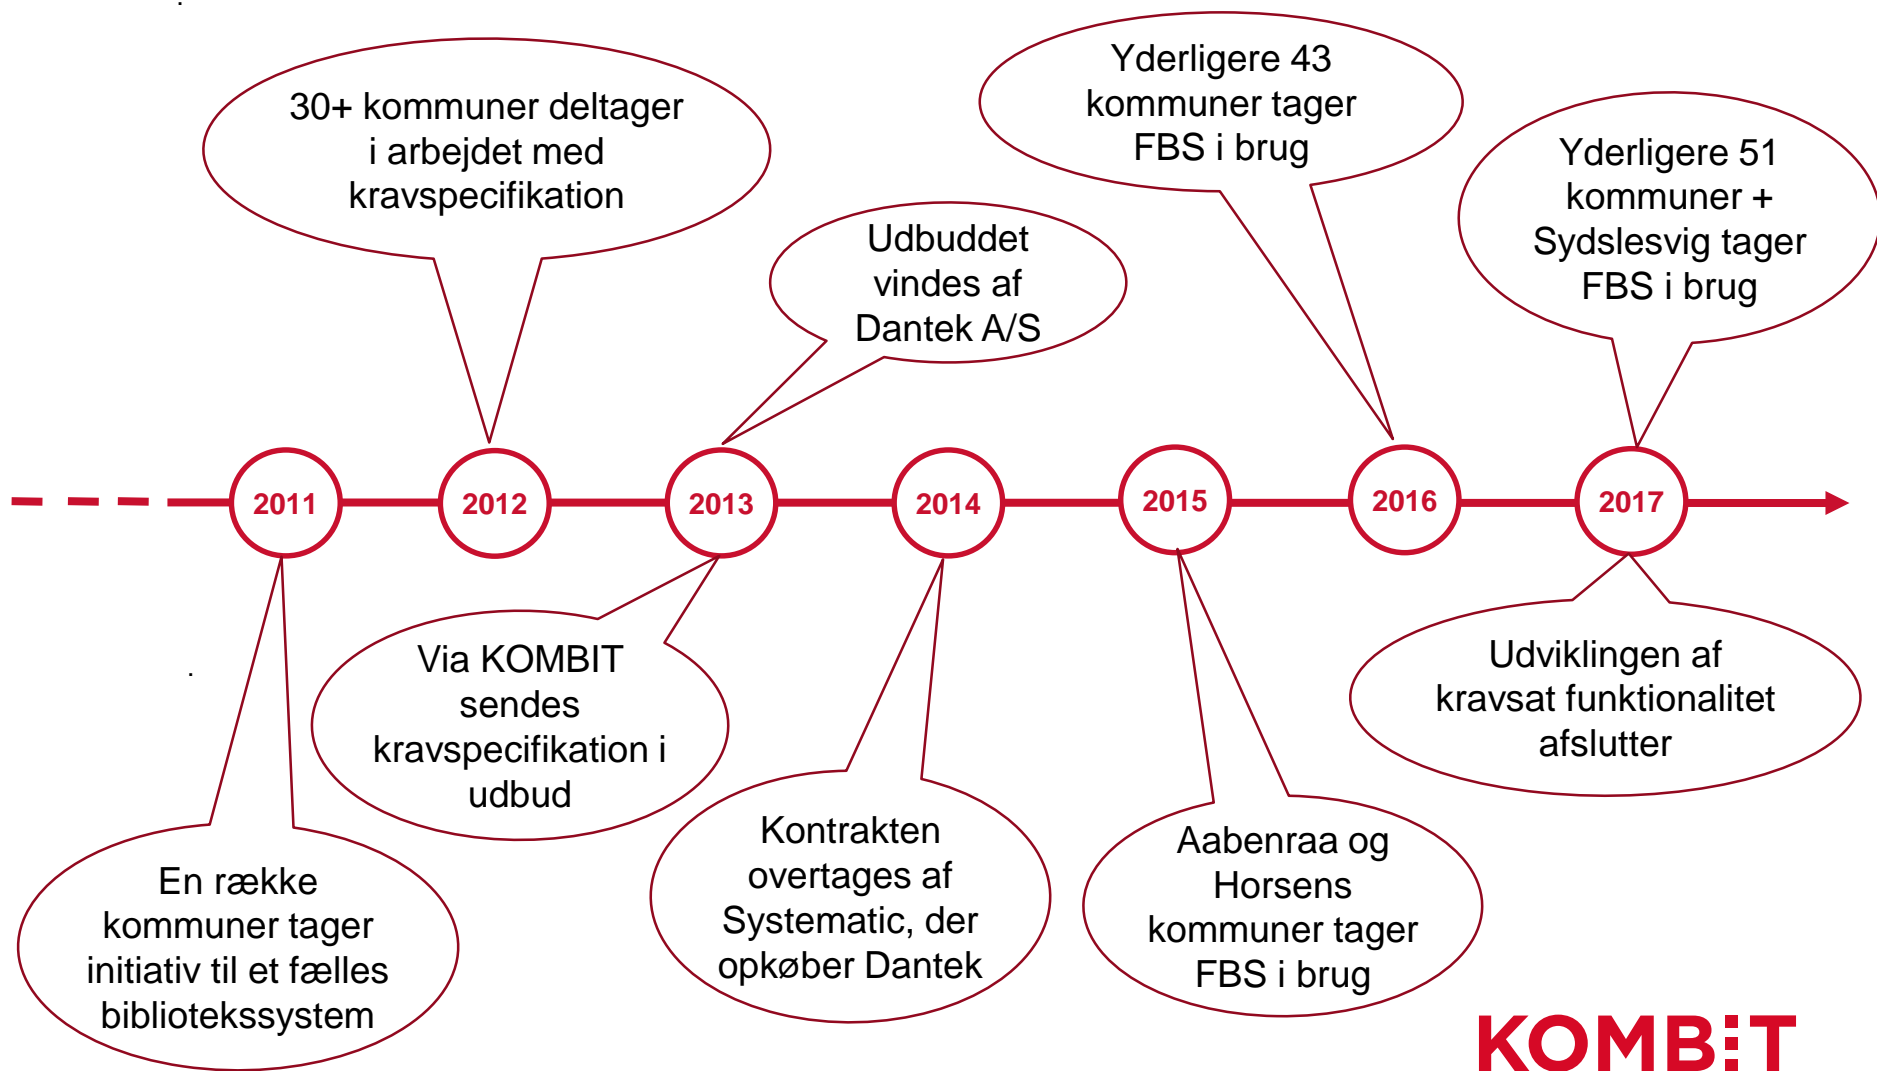 30+ kommuner deltager
i arbejdet med
kravspecifikation
Udbuddet
vindes af
Dantek A/S
Yderligere 43
kommuner tager
FBS i brug
Yderligere 51
kommuner +
Sydslesvig tager
FBS i brug
2011
2012
2013
2014
2015
2016
2017
En række
kommuner tager
initiativ til et fælles
bibliotekssystem
Via KOMBIT
sendes
kravspecifikation i
udbud
Kontrakten
overtages af
Systematic, der
opkøber Dantek
Aabenraa og
Horsens
kommuner tager
FBS i brug
Udviklingen af
kravsat funktionalitet
afslutter
KOMBIT